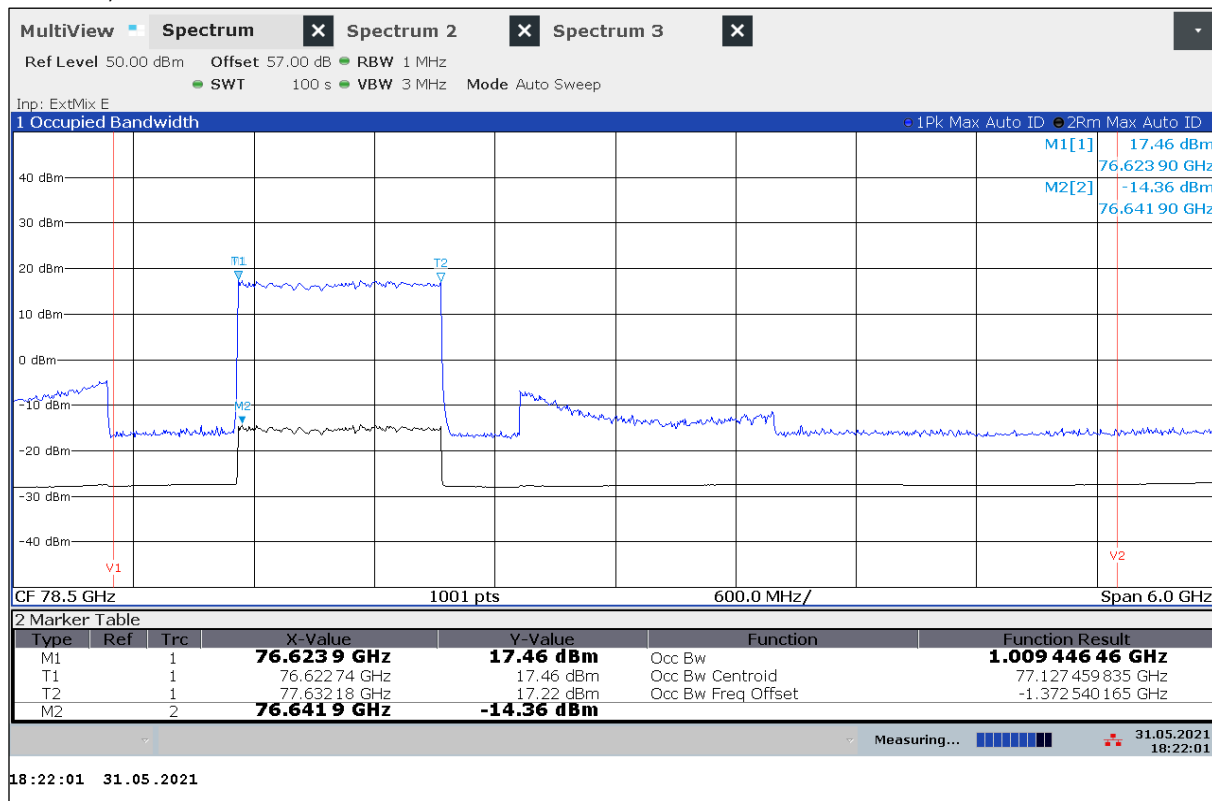 MultiView Spectrum X Spectrum 2 X Spectrum 3 X
Ref Level 50.00 dBm Offset 57.00 dB RBW 1 MHz
SWT 100 s VBW 3 MHz Mode Auto Sweep
Inp: ExtMix E
1 Occupied Bandwidth 1Pk Max Auto ID 2Rm Max Auto ID
M1[1] 17.46 dBm
76.623 90 GHz
M2[2] -14.36 dBm
76.641 90 GHz
40 dBm
30 dBm
20 dBm
T1 T2
10 dBm
0 dBm
-10 dBm
M2
-20 dBm
-30 dBm
-40 dBm
V1 V2
CF 78.5 GHz 1001 pts 600.0 MHz/ Span 6.0 GHz
2 Marker Table
Type Ref Trc X-Value Y-Value Function Function Result
M1 1 76.623 9 GHz 17.46 dBm Occ Bw 1.009 446 46 GHz
T1 1 76.622 74 GHz 17.46 dBm Occ Bw Centroid 77.127 459 835 GHz
T2 1 77.632 18 GHz 17.22 dBm Occ Bw Freq Offset -1.372 540 165 GHz
M2 2 76.641 9 GHz -14.36 dBm
Measuring... 31.05.2021
18:22:01
18:22:01 31.05.2021